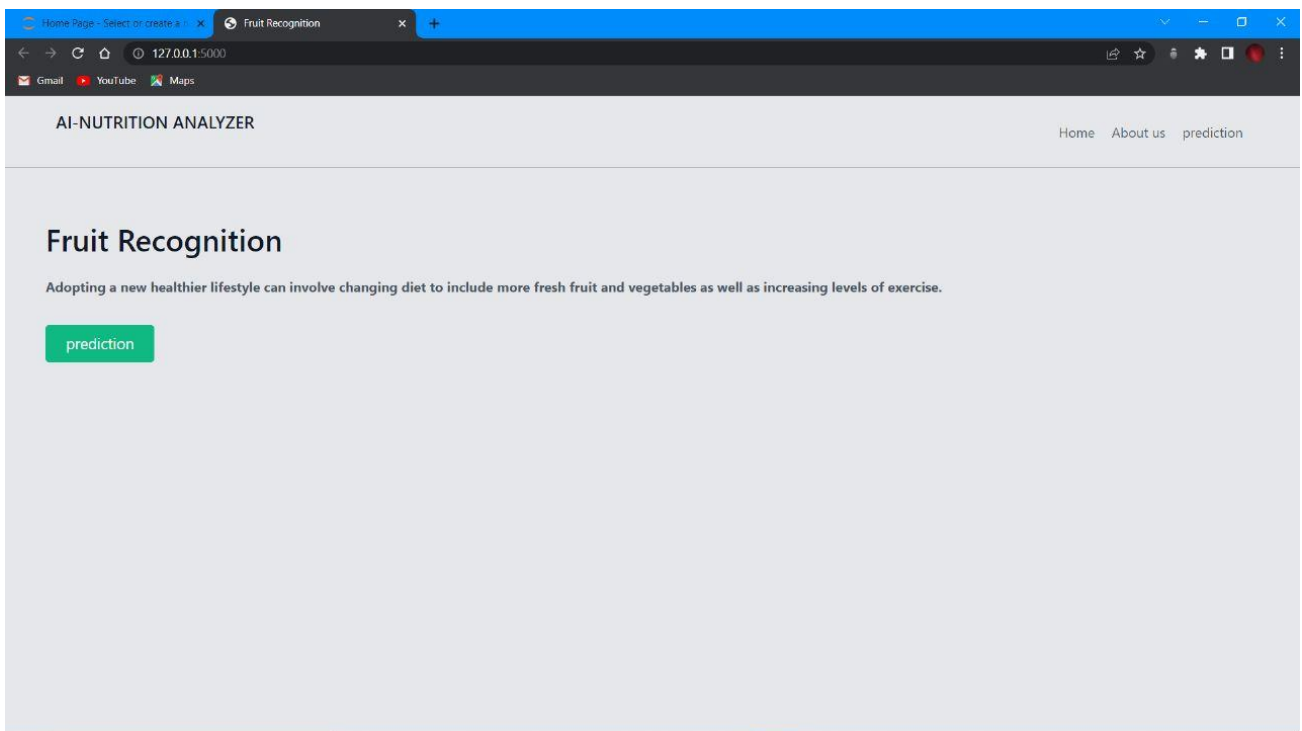 Home Page - Select or create a n
Fruit Recognition
127.0.0.1:5000
Gmail YouTube Maps
AI-NUTRITION ANALYZER
Home About us prediction
Fruit Recognition
Adopting a new healthier lifestyle can involve changing diet to include more fresh fruit and vegetables as well as increasing levels of exercise.
prediction